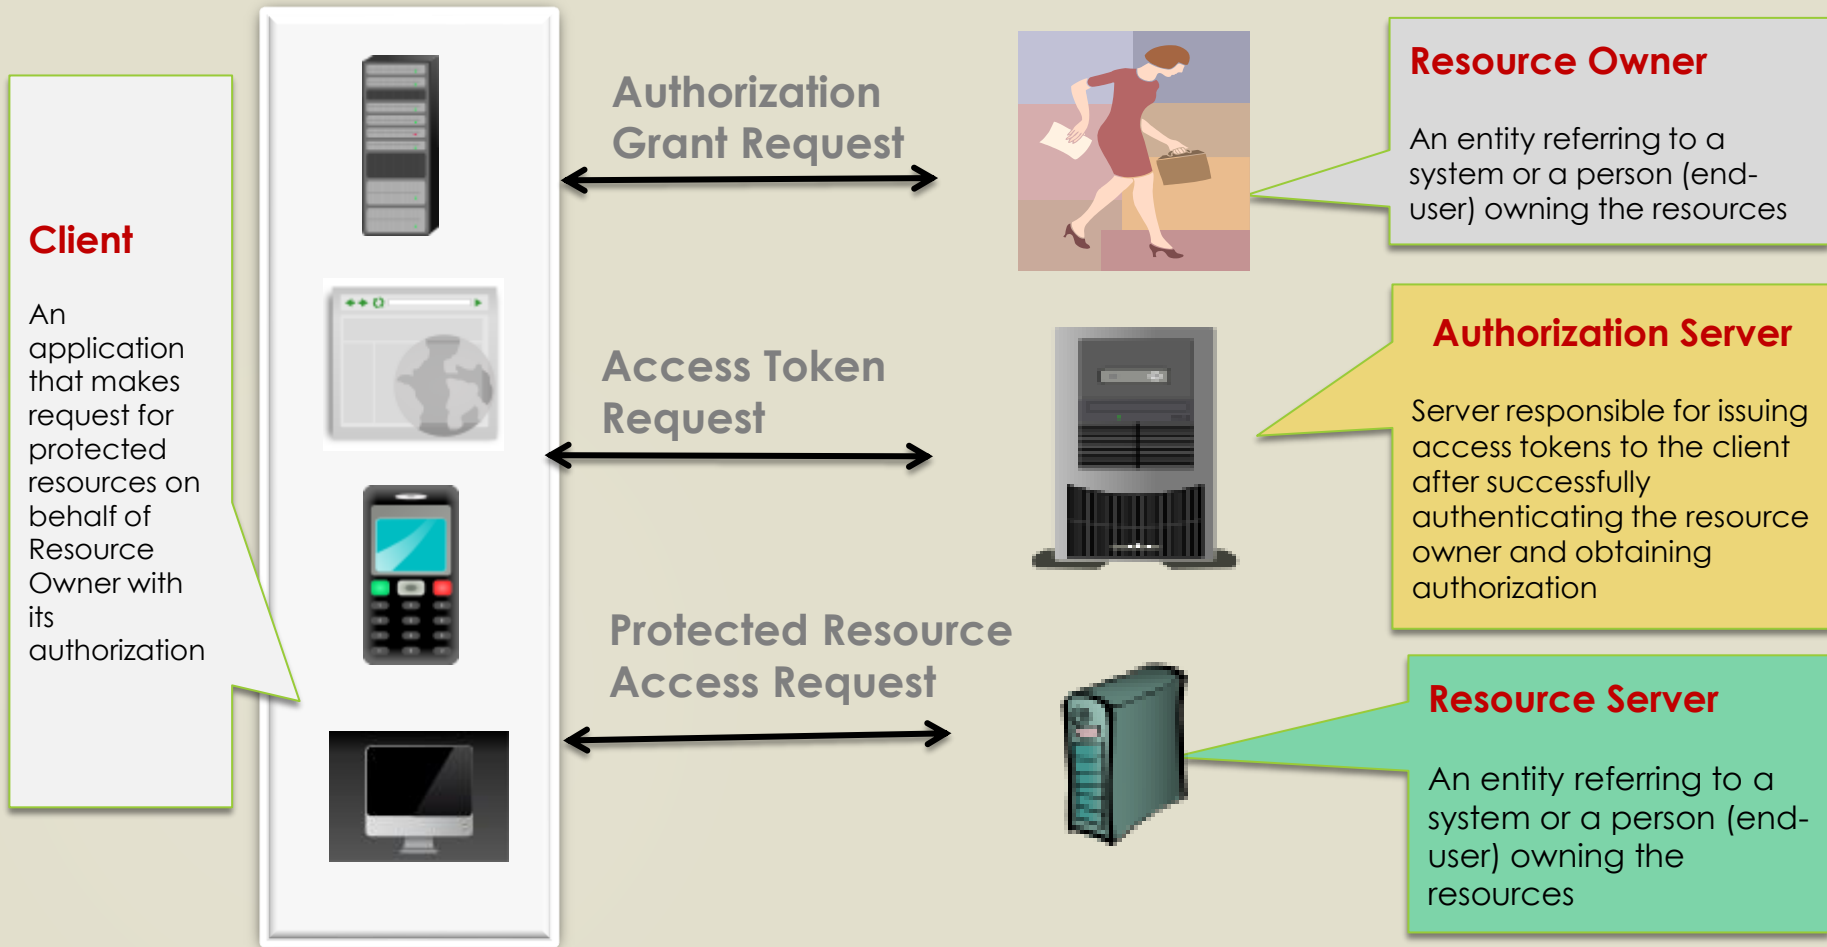 Client
An
application
that makes
request for
protected
resources on
behalf of
Resource
Owner with
its
authorization
Authorization
Grant Request
Access Token
Request
Protected Resource
Access Request
Resource Owner
An entity referring to a
system or a person (end-
user) owning the resources
Authorization Server
Server responsible for issuing
access tokens to the client
after successfully
authenticating the resource
owner and obtaining
authorization
Resource Server
An entity referring to a
system or a person (end-
user) owning the
resources